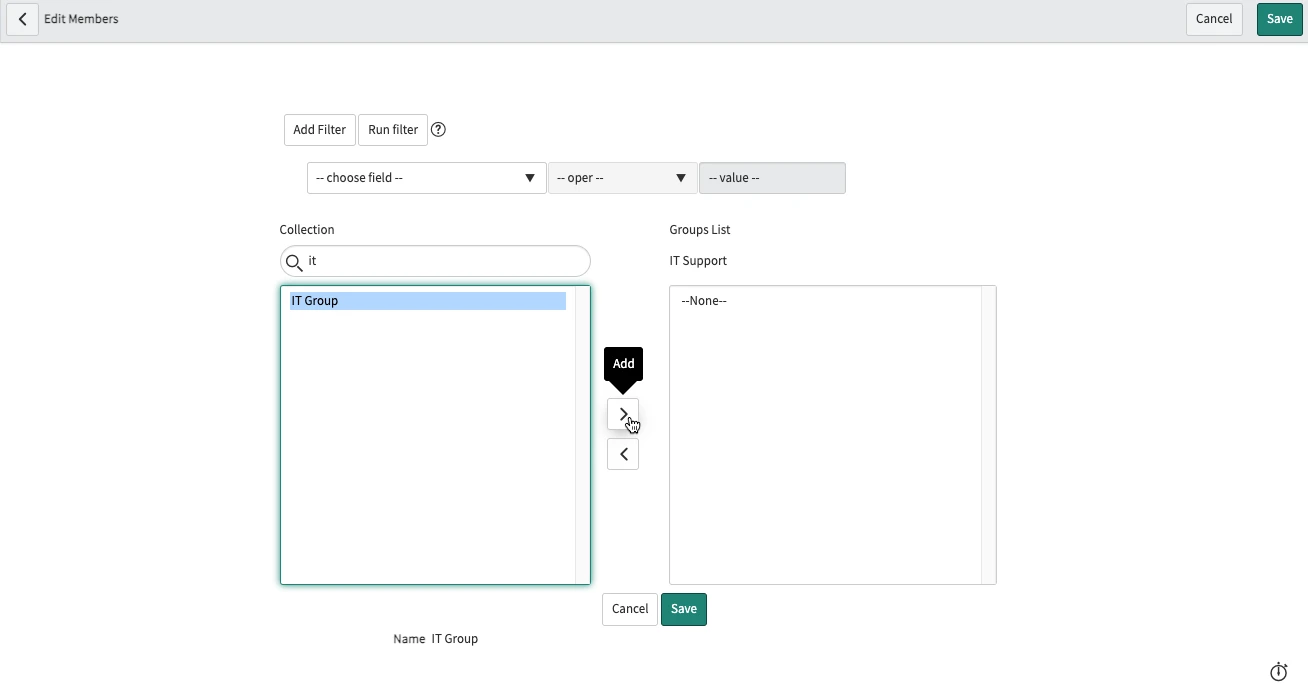 Edit Members
Cancel Save
Add Filter Run filter ?
-- choose field -- -- oper -- -- value --
Collection
Groups List
it
IT Support
IT Group
--None--
Add
Cancel Save
Name IT Group